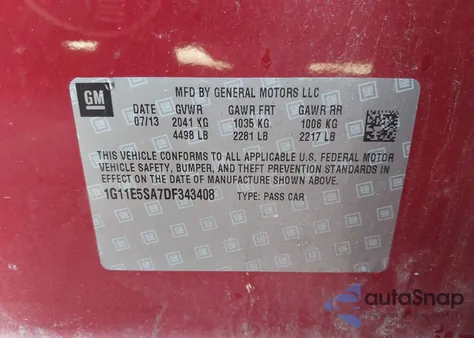 GM
MFD BY GENERAL MOTORS LLC
DATE GVWR GAWR FRT GAWR RR
07/13 2041 KG 1035 KG 1006 KG
4498 LB 2281 LB 2217 LB
THIS VEHICLE CONFORMS TO ALL APPLICABLE U.S. FEDERAL MOTOR
VEHICLE SAFETY, BUMPER, AND THEFT PREVENTION STANDARDS IN
EFFECT ON THE DATE OF MANUFACTURE SHOWN ABOVE.
1G11E5SA7DF343408 TYPE: PASS CAR
autoSnap